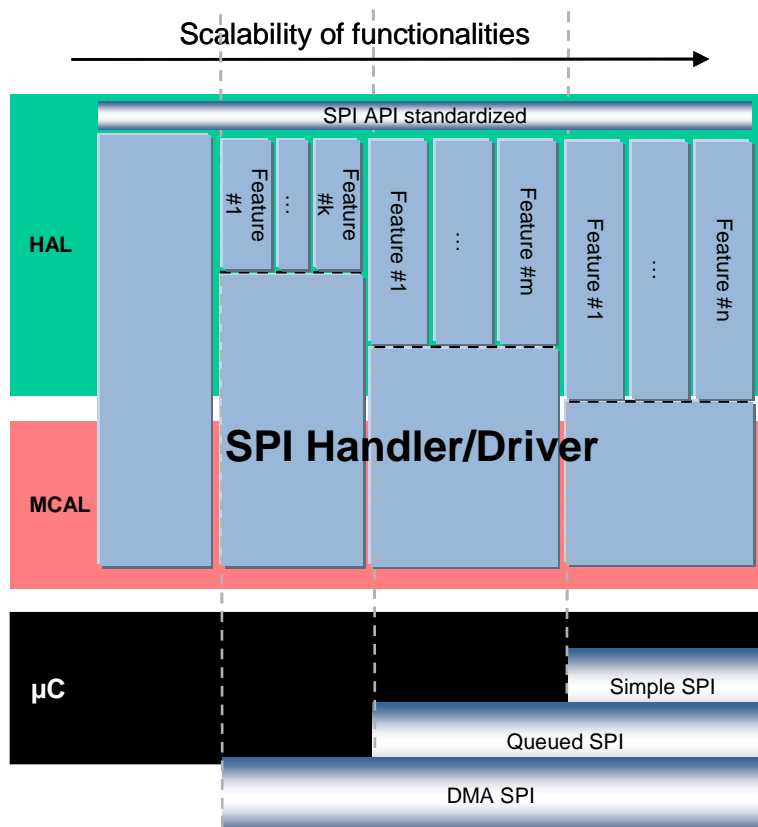 Scalability of functionalities
SPI API standardized
HAL
Feature #1
…
Feature #k
Feature #1
…
Feature #m
Feature #1
…
Feature #n
SPI Handler/Driver
MCAL
µC
Simple SPI
Queued SPI
DMA SPI